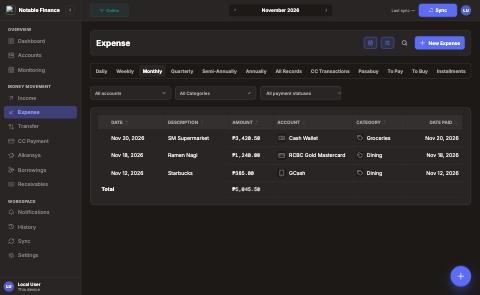 Notable Finance
Online
November 2026
Last sync —
Sync
LU
OVERVIEW
Dashboard
Accounts
Monitoring
MONEY MOVEMENT
Income
Expense
Transfer
CC Payment
Alkansya
Borrowings
Receivables
WORKSPACE
Notifications
History
Sync
Settings
LU
Local User
This device
Expense
+ New Expense
Daily Weekly Monthly Quarterly Semi-Annually Annually All Records CC Transactions Pasabuy To Pay To Buy Installments
All accounts All Categories All payment statuses
DATE DESCRIPTION AMOUNT ACCOUNT CATEGORY DATE PAID
Nov 20, 2026 SM Supermarket ₱3,420.50 Cash Wallet Groceries Nov 20, 2026
Nov 18, 2026 Ramen Nagi ₱1,240.00 RCBC Gold Mastercard Dining Nov 18, 2026
Nov 12, 2026 Starbucks ₱385.00 GCash Dining Nov 12, 2026
Total ₱5,045.50
+